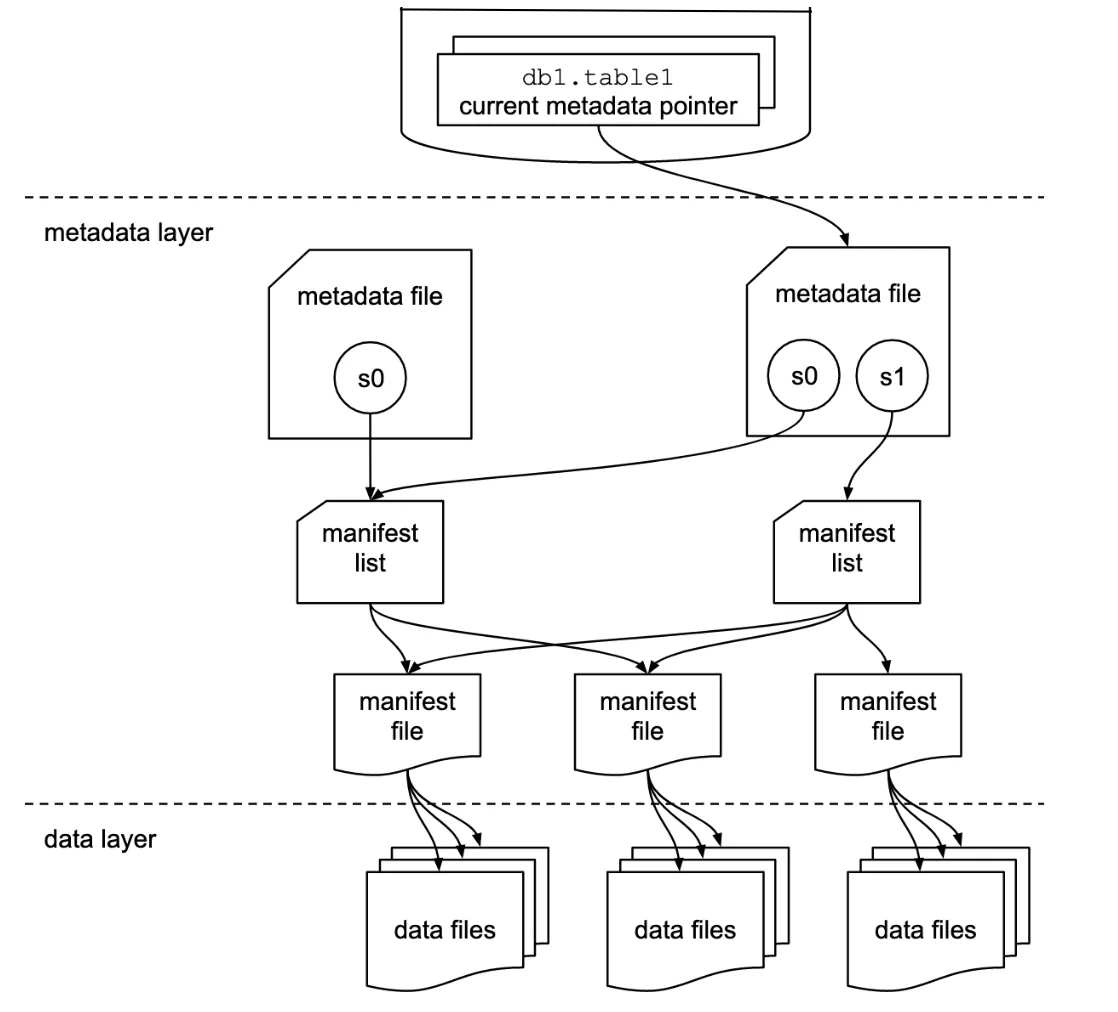 db1.table1
current metadata pointer
metadata layer
metadata file
metadata file
s0
s0
s1
manifest
list
manifest
list
manifest
file
manifest
file
manifest
file
data layer
data files
data files
data files